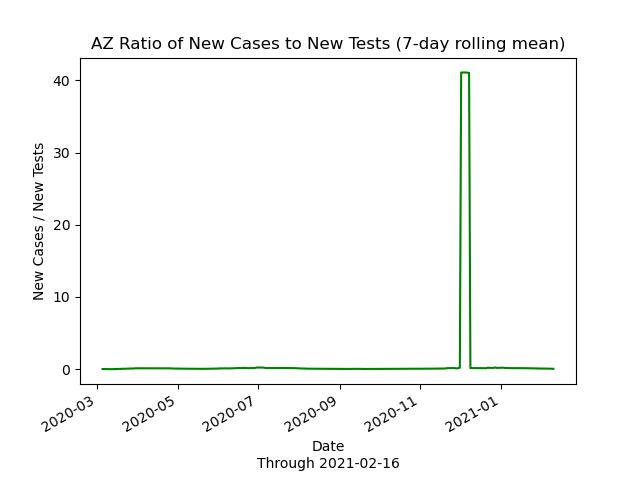 AZ Ratio of New Cases to New Tests (7-day rolling mean)
New Cases / New Tests
40
30
20
10
0
2020-03
2020-05
2020-07
2020-09
2020-11
2021-01
Date
Through 2021-02-16